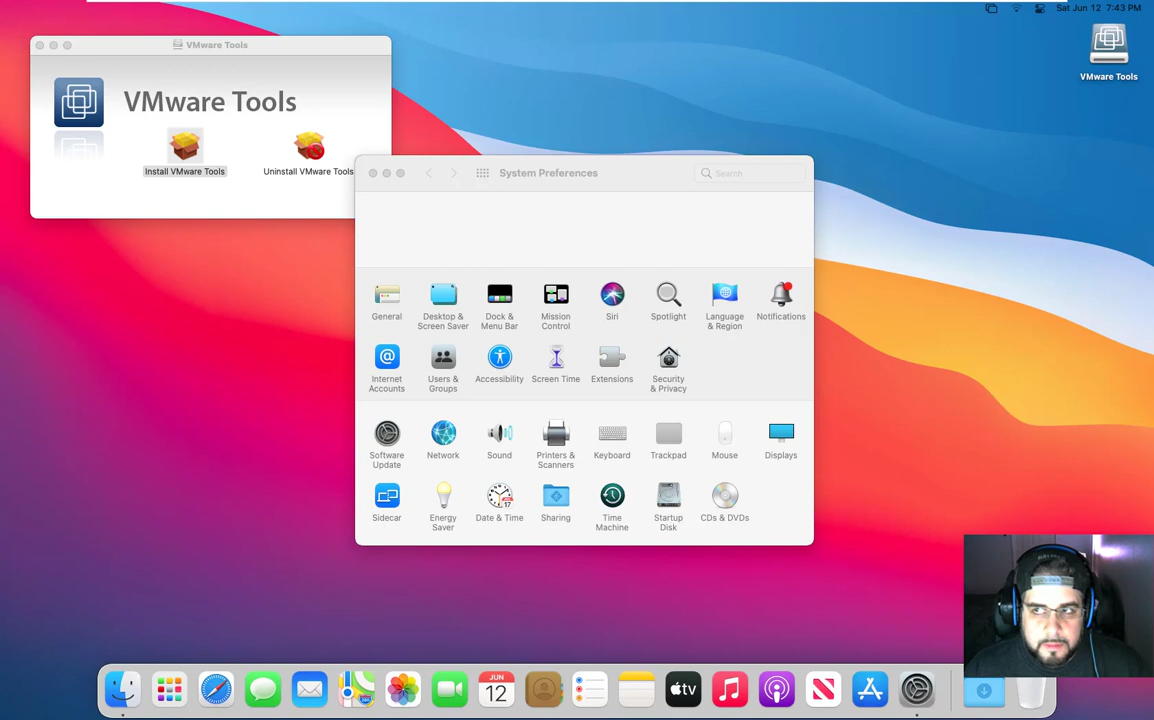 Sat Jun 12 7:43 PM
VMware Tools
VMware Tools
VMware Tools
Install VMware Tools
Uninstall VMware Tools
System Preferences
Search
General
Desktop &
Screen Saver
Dock &
Menu Bar
Mission
Control
Siri
Spotlight
Language
& Region
Notifications
Internet
Accounts
Users &
Groups
Accessibility
Screen Time
Extensions
Security
& Privacy
Software
Update
Network
Sound
Printers &
Scanners
Keyboard
Trackpad
Mouse
Displays
Sidecar
Energy
Saver
Date & Time
Sharing
Time
Machine
Startup
Disk
CDs & DVDs
JUN
12
tv